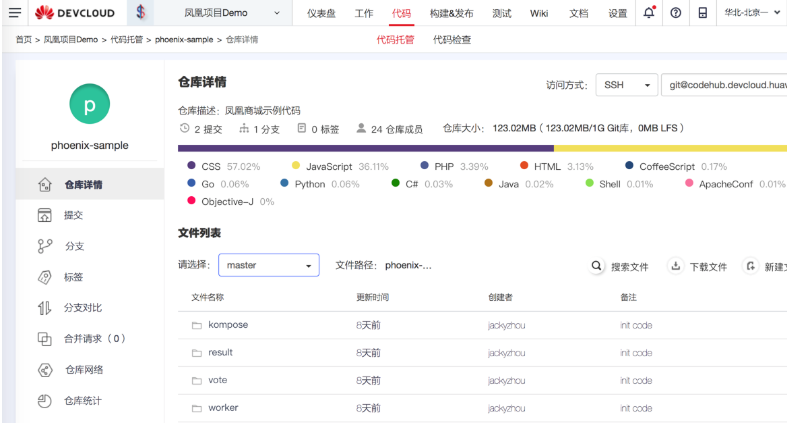 DEVCLOUD 凤凰项目Demo 仪表盘 工作 代码 构建&发布 测试 Wiki 文档 设置 华北-北京一
首页 > 凤凰项目Demo > 代码托管 > phoenix-sample > 仓库详情 代码托管 代码检查
p
phoenix-sample
仓库详情
提交
分支
标签
分支对比
合并请求（0）
仓库网络
仓库统计
仓库详情 访问方式： SSH git@codehub.devcloud.huaw
仓库描述：凤凰商城示例代码
2 提交 1 分支 0 标签 24 仓库成员 仓库大小： 123.02MB（123.02MB/1G Git库，0MB LFS）
CSS 57.02% JavaScript 36.11% PHP 3.39% HTML 3.13% CoffeeScript 0.17%
Go 0.06% Python 0.06% C# 0.03% Java 0.02% Shell 0.01% ApacheConf 0.01%
Objective-J 0%
文件列表
请选择： master 文件路径： phoenix-... 搜索文件 下载文件 新建
文件名称 更新时间 创建者 备注
kompose 8天前 jackyzhou init code
result 8天前 jackyzhou init code
vote 8天前 jackyzhou init code
worker 8天前 jackyzhou init code